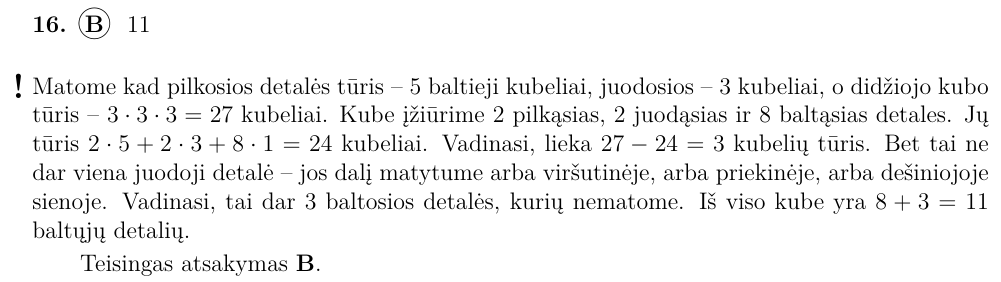 16. B 11
! Matome kad pilkosios detalės tūris – 5 baltieji kubeliai, juodosios – 3 kubeliai, o didžiojo kubo
tūris – 3 · 3 · 3 = 27 kubeliai. Kube įžiūrime 2 pilkąsias, 2 juodąsias ir 8 baltąsias detales. Jų
tūris 2 · 5 + 2 · 3 + 8 · 1 = 24 kubeliai. Vadinasi, lieka 27 − 24 = 3 kubelių tūris. Bet tai ne
dar viena juodoji detalė – jos dalį matytume arba viršutinėje, arba priekinėje, arba dešiniojoje
sienoje. Vadinasi, tai dar 3 baltosios detalės, kurių nematome. Iš viso kube yra 8 + 3 = 11
baltųjų detalių.
Teisingas atsakymas B.